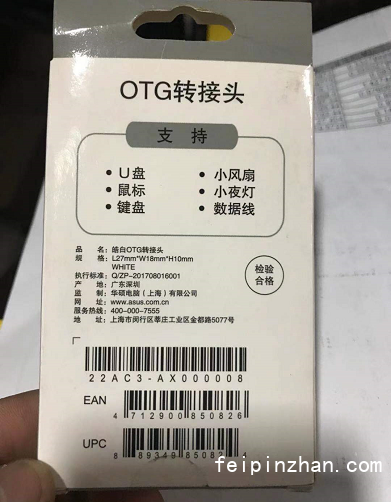 OTG转接头
支持
• U盘 • 小风扇
• 鼠标 • 小夜灯
• 键盘 • 数据线
品 名: 皓白OTG转接头
规 格: L27mm*W18mm*H10mm
WHITE
执行标准: Q/ZP-201708016001
产 地: 广东深圳
监 制: 华硕电脑(上海)有限公司
网 址: www.asus.com.cn
服务热线: 400-000-7555
地 址: 上海市闵行区莘庄工业区金都路5077号
检验
合格
22AC3-AX000008
EAN
4 712900 850826
UPC
8 89349 85082
feipinzhan.com